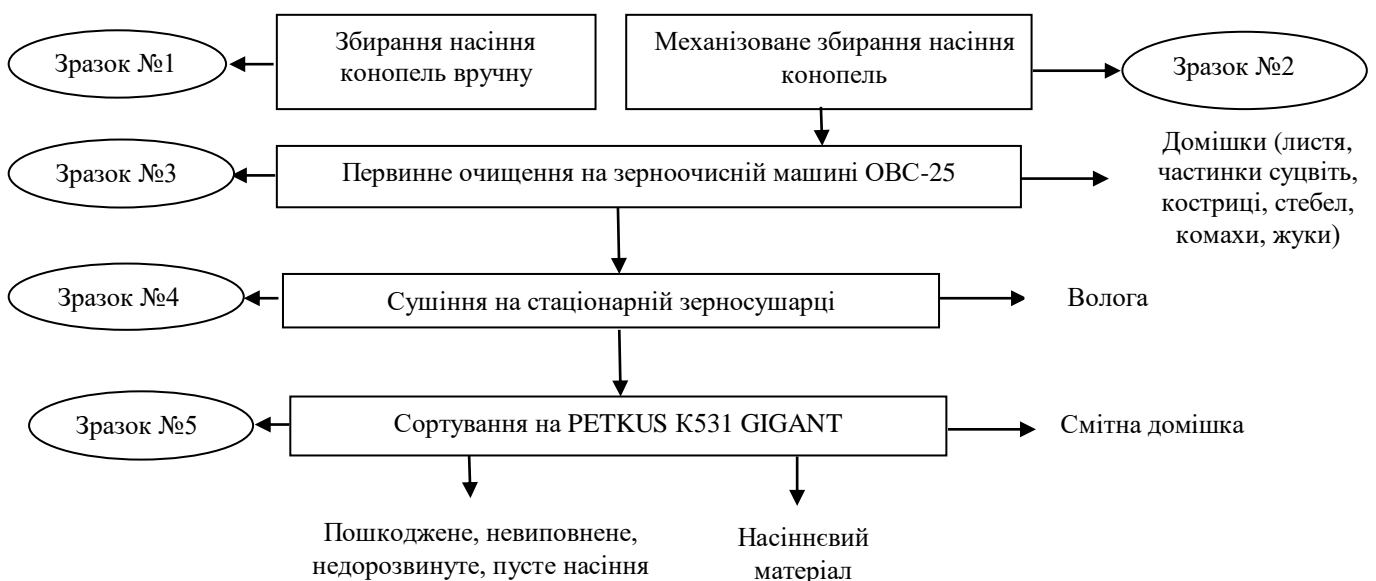 Зразок №1
Збирання насіння
конопель вручну
Механізоване збирання насіння
конопель
Зразок №2
Зразок №3
Первинне очищення на зерноочисній машині ОВС-25
Домішки (листя,
частинки суцвіть,
костриці, стебел,
комахи, жуки)
Зразок №4
Сушіння на стаціонарній зерносушарці
Волога
Зразок №5
Сортування на PETKUS K531 GIGANT
Смітна домішка
Пошкоджене, невиповнене,
недорозвинуте, пусте насіння
Насіннєвий
матеріал